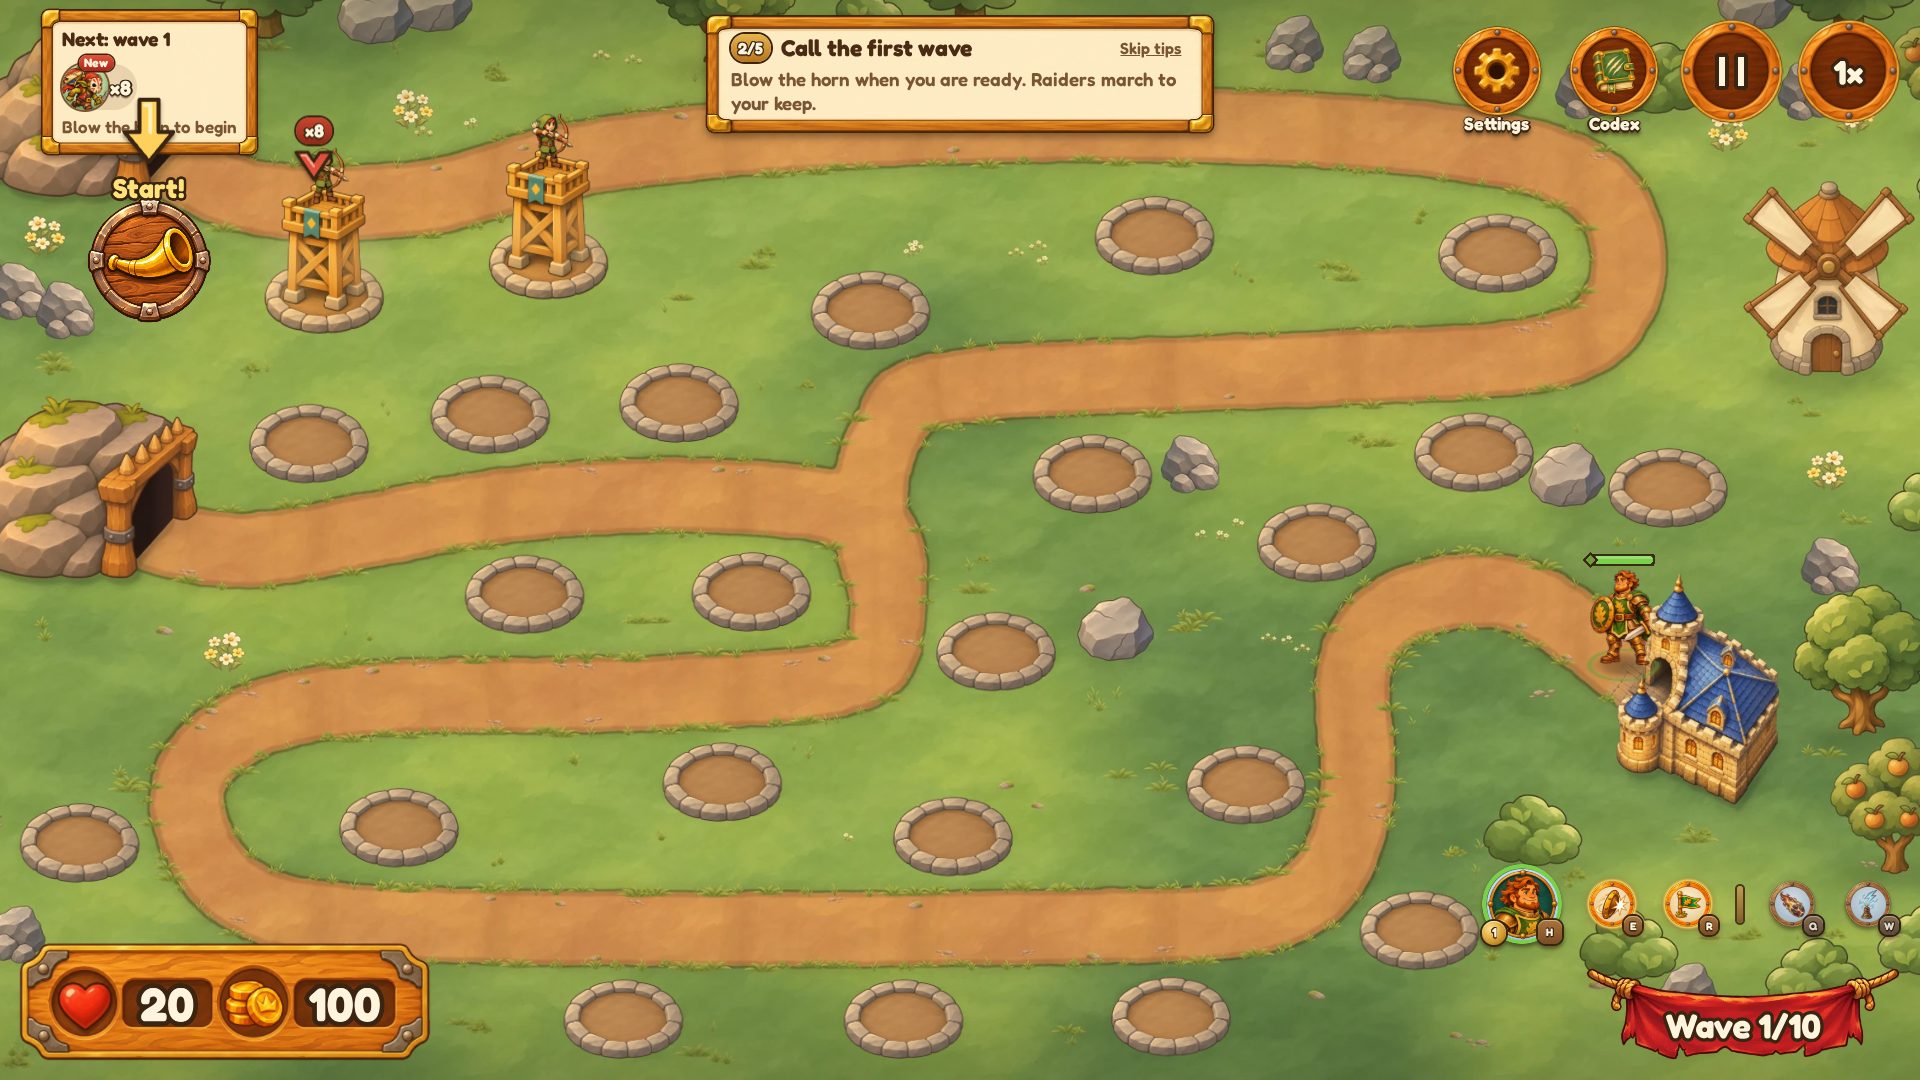 Next: wave 1
New
x8
Blow the to begin
Start!
x8
2/5 Call the first wave
Skip tips
Blow the horn when you are ready. Raiders march to
your keep.
1x
Settings
Codex
1
H
E
R
Q
W
20
100
Wave 1/10